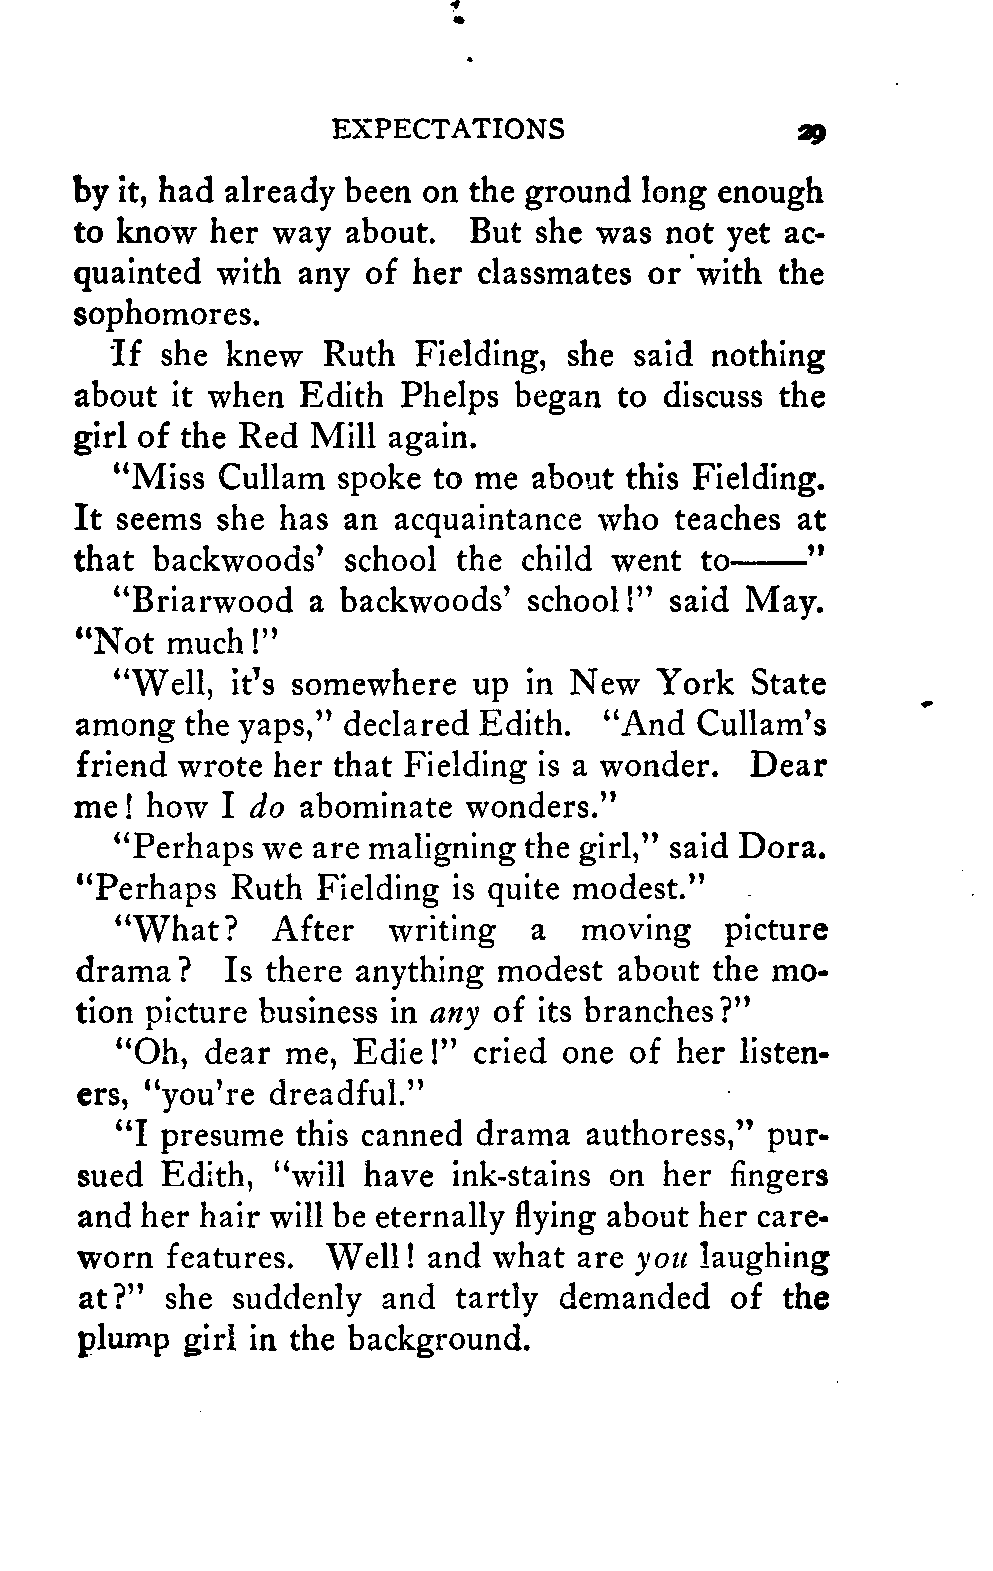 EXPECTATIONS 29
by it, had already been on the ground long enough
to know her way about. But she was not yet ac-
quainted with any of her classmates or with the
sophomores.
If she knew Ruth Fielding, she said nothing
about it when Edith Phelps began to discuss the
girl of the Red Mill again.
“Miss Cullam spoke to me about this Fielding.
It seems she has an acquaintance who teaches at
that backwoods’ school the child went to——”
“Briarwood a backwoods’ school!” said May.
“Not much!”
“Well, it’s somewhere up in New York State
among the yaps,” declared Edith. “And Cullam’s
friend wrote her that Fielding is a wonder. Dear
me! how I do abominate wonders.”
“Perhaps we are maligning the girl,” said Dora.
“Perhaps Ruth Fielding is quite modest.”
“What? After writing a moving picture
drama? Is there anything modest about the mo-
tion picture business in any of its branches?”
“Oh, dear me, Edie!” cried one of her listen-
ers, “you’re dreadful.”
“I presume this canned drama authoress,” pur-
sued Edith, “will have ink-stains on her fingers
and her hair will be eternally flying about her care-
worn features. Well! and what are you laughing
at?” she suddenly and tartly demanded of the
plump girl in the background.